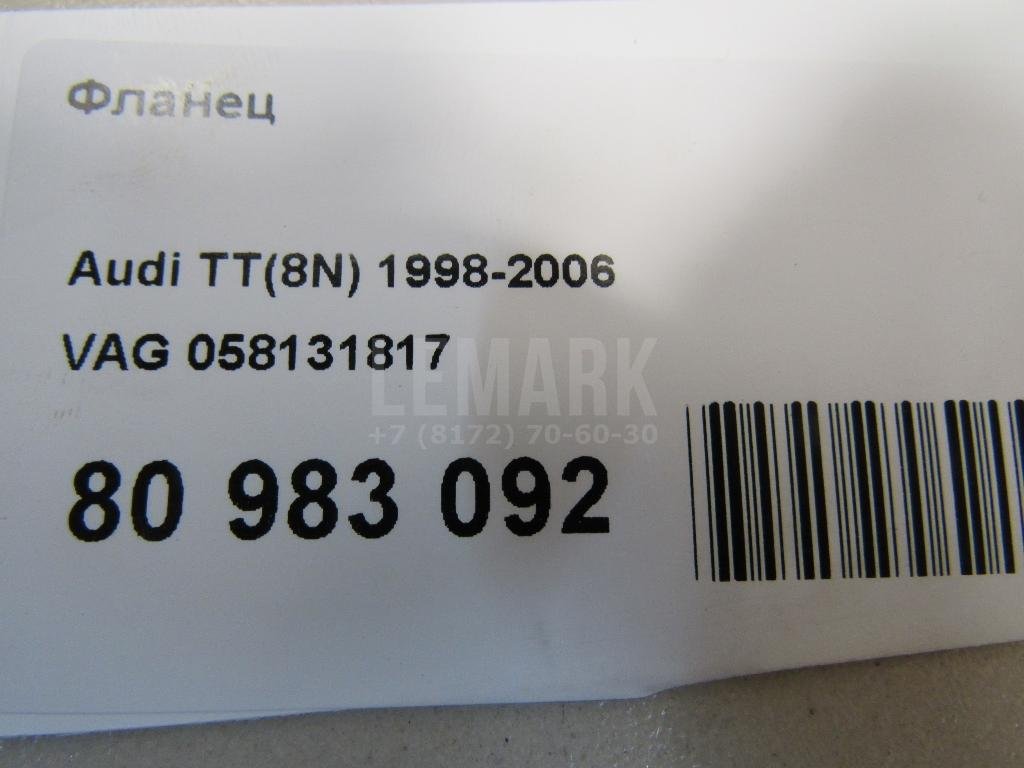 Фланец
Audi TT(8N) 1998-2006
VAG 058131817
LEMARK
+7 (8172) 70-60-30
80 983 092